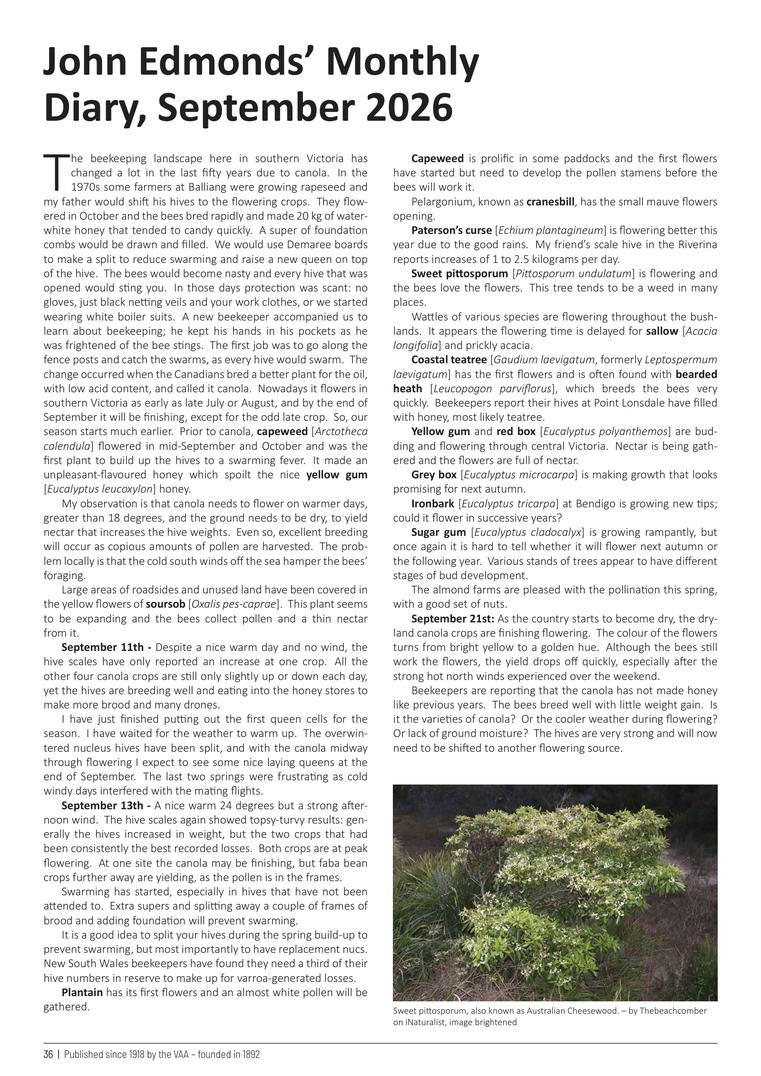 John Edmonds’ Monthly
Diary, September 2026
The beekeeping landscape here in southern Victoria has
changed a lot in the last fifty years due to canola. In the
1970s some farmers at Balliang were growing rapeseed and
my father would shift his hives to the flowering crops. They flow-
ered in October and the bees bred rapidly and made 20 kg of water-
white honey that tended to candy quickly. A super of foundation
combs would be drawn and filled. We would use Demaree boards
to make a split to reduce swarming and raise a new queen on top
of the hive. The bees would become nasty and every hive that was
opened would sting you. In those days protection was scant: no
gloves, just black netting veils and your work clothes, or we started
wearing white boiler suits. A new beekeeper accompanied us to
learn about beekeeping; he kept his hands in his pockets as he
was frightened of the bee stings. The first job was to go along the
fence posts and catch the swarms, as every hive would swarm. The
change occurred when the Canadians bred a better plant for the oil,
with low acid content, and called it canola. Nowadays it flowers in
southern Victoria as early as late July or August, and by the end of
September it will be finishing, except for the odd late crop. So, our
season starts much earlier. Prior to canola, capeweed [Arctotheca
calendula] flowered in mid-September and October and was the
first plant to build up the hives to a swarming fever. It made an
unpleasant-flavoured honey which spoilt the nice yellow gum
[Eucalyptus leucoxylon] honey.
My observation is that canola needs to flower on warmer days,
greater than 18 degrees, and the ground needs to be dry, to yield
nectar that increases the hive weights. Even so, excellent breeding
will occur as copious amounts of pollen are harvested. The prob-
lem locally is that the cold south winds off the sea hamper the bees’
foraging.
Large areas of roadsides and unused land have been covered in
the yellow flowers of soursob [Oxalis pes-caprae]. This plant seems
to be expanding and the bees collect pollen and a thin nectar
from it.
September 11th - Despite a nice warm day and no wind, the
hive scales have only reported an increase at one crop. All the
other four canola crops are still only slightly up or down each day,
yet the hives are breeding well and eating into the honey stores to
make more brood and many drones.
I have just finished putting out the first queen cells for the
season. I have waited for the weather to warm up. The overwin-
tered nucleus hives have been split, and with the canola midway
through flowering I expect to see some nice laying queens at the
end of September. The last two springs were frustrating as cold
windy days interfered with the mating flights.
September 13th - A nice warm 24 degrees but a strong after-
noon wind. The hive scales again showed topsy-turvy results: gen-
erally the hives increased in weight, but the two crops that had
been consistently the best recorded losses. Both crops are at peak
flowering. At one site the canola may be finishing, but faba bean
crops further away are yielding, as the pollen is in the frames.
Swarming has started, especially in hives that have not been
attended to. Extra supers and splitting away a couple of frames of
brood and adding foundation will prevent swarming.
It is a good idea to split your hives during the spring build-up to
prevent swarming, but most importantly to have replacement nucs.
New South Wales beekeepers have found they need a third of their
hive numbers in reserve to make up for varroa-generated losses.
Plantain has its first flowers and an almost white pollen will be
gathered.
Capeweed is prolific in some paddocks and the first flowers
have started but need to develop the pollen stamens before the
bees will work it.
Pelargonium, known as cranesbill, has the small mauve flowers
opening.
Paterson’s curse [Echium plantagineum] is flowering better this
year due to the good rains. My friend’s scale hive in the Riverina
reports increases of 1 to 2.5 kilograms per day.
Sweet pittosporum [Pittosporum undulatum] is flowering and
the bees love the flowers. This tree tends to be a weed in many
places.
Wattles of various species are flowering throughout the bush-
lands. It appears the flowering time is delayed for sallow [Acacia
longifolia] and prickly acacia.
Coastal teatree [Gaudium laevigatum, formerly Leptospermum
laevigatum] has the first flowers and is often found with bearded
heath [Leucopogon parviflorus], which breeds the bees very
quickly. Beekeepers report their hives at Point Lonsdale have filled
with honey, most likely teatree.
Yellow gum and red box [Eucalyptus polyanthemos] are bud-
ding and flowering through central Victoria. Nectar is being gath-
ered and the flowers are full of nectar.
Grey box [Eucalyptus microcarpa] is making growth that looks
promising for next autumn.
Ironbark [Eucalyptus tricarpa] at Bendigo is growing new tips;
could it flower in successive years?
Sugar gum [Eucalyptus cladocalyx] is growing rampantly, but
once again it is hard to tell whether it will flower next autumn or
the following year. Various stands of trees appear to have different
stages of bud development.
The almond farms are pleased with the pollination this spring,
with a good set of nuts.
September 21st: As the country starts to become dry, the dry-
land canola crops are finishing flowering. The colour of the flowers
turns from bright yellow to a golden hue. Although the bees still
work the flowers, the yield drops off quickly, especially after the
strong hot north winds experienced over the weekend.
Beekeepers are reporting that the canola has not made honey
like previous years. The bees breed well with little weight gain. Is
it the varieties of canola? Or the cooler weather during flowering?
Or lack of ground moisture? The hives are very strong and will now
need to be shifted to another flowering source.
Sweet pittosporum, also known as Australian Cheesewood. – by Thebeachcomber
on iNaturalist, image brightened
36 | Published since 1918 by the VAA – founded in 1892